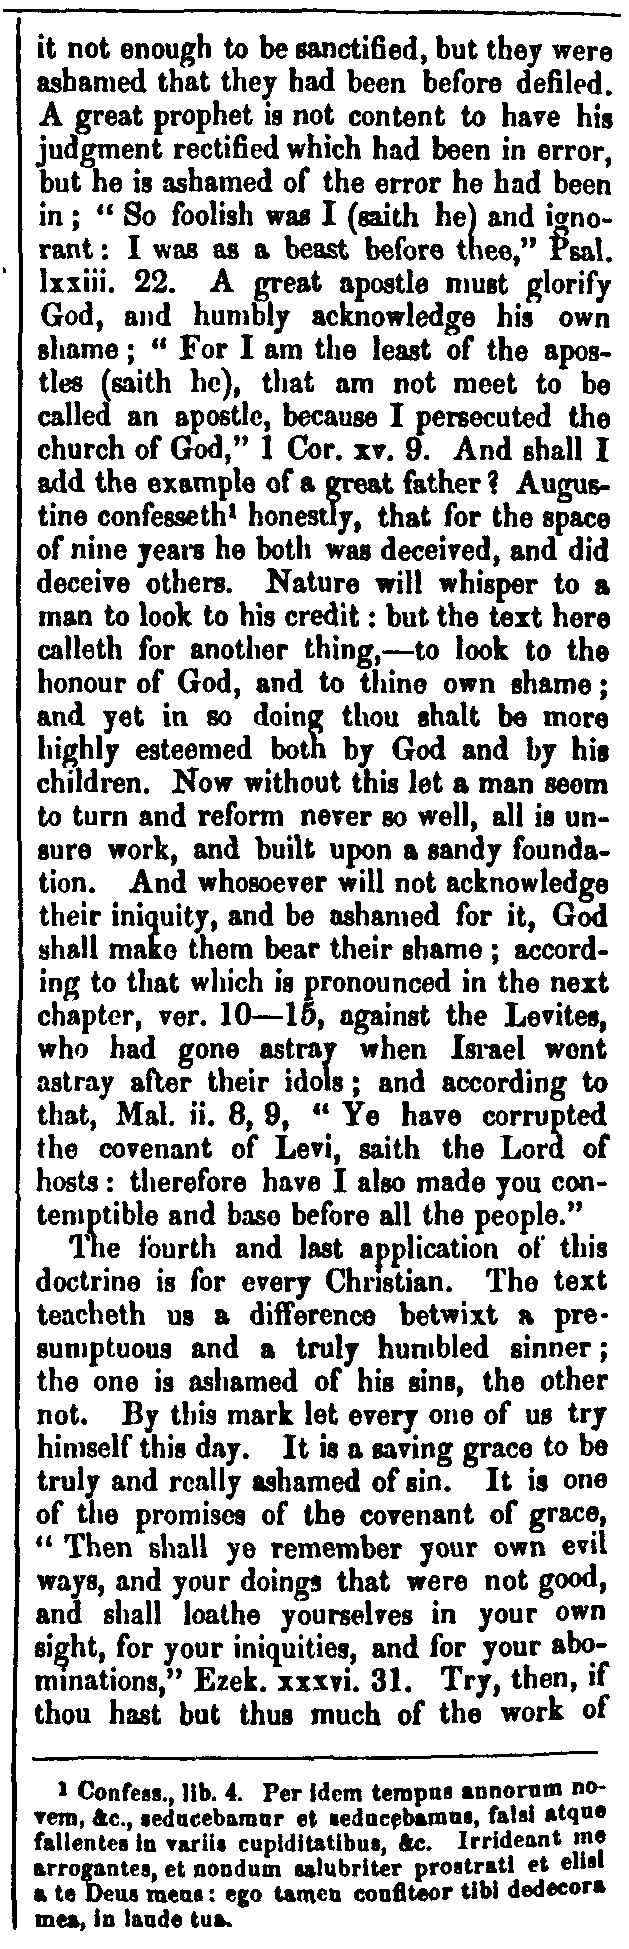 it not enough to be sanctified, but they were
ashamed that they had been before defiled.
A great prophet is not content to have his
judgment rectified which had been in error,
but he is ashamed of the error he had been
in; “ So foolish was I (saith he) and igno-
rant: I was as a beast before thee,” Psal.
lxxiii. 22. A great apostle must glorify
God, and humbly acknowledge his own
shame; “ For I am the least of the apos-
tles (saith he), that am not meet to be
called an apostle, because I persecuted the
church of God,” 1 Cor. xv. 9. And shall I
add the example of a great father? Augus-
tine confesseth¹ honestly, that for the space
of nine years he both was deceived, and did
deceive others. Nature will whisper to a
man to look to his credit: but the text here
calleth for another thing,—to look to the
honour of God, and to thine own shame;
and yet in so doing thou shalt be more
highly esteemed both by God and by his
children. Now without this let a man seem
to turn and reform never so well, all is un-
sure work, and built upon a sandy founda-
tion. And whosoever will not acknowledge
their iniquity, and be ashamed for it, God
shall make them bear their shame; accord-
ing to that which is pronounced in the next
chapter, ver. 10—15, against the Levites,
who had gone astray when Israel went
astray after their idols; and according to
that, Mal. ii. 8, 9, “ Ye have corrupted
the covenant of Levi, saith the Lord of
hosts: therefore have I also made you con-
temptible and base before all the people.”
The fourth and last application of this
doctrine is for every Christian. The text
teacheth us a difference betwixt a pre-
sumptuous and a truly humbled sinner;
the one is ashamed of his sins, the other
not. By this mark let every one of us try
himself this day. It is a saving grace to be
truly and really ashamed of sin. It is one
of the promises of the covenant of grace,
“ Then shall ye remember your own evil
ways, and your doings that were not good,
and shall loathe yourselves in your own
sight, for your iniquities, and for your abo-
minations,” Ezek. xxxvi. 31. Try, then, if
thou hast but thus much of the work of
¹ Confess., lib. 4. Per idem tempus annorum no-
vem, &c., seducebamur et seducebamus, falsi atque
fallentes in variis cupiditatibus, &c. Irrideant me
arrogantes, et nondum salubriter prostrati et elisi
a te Deus meus: ego tamen confiteor tibi dedecora
mea, in laude tua.